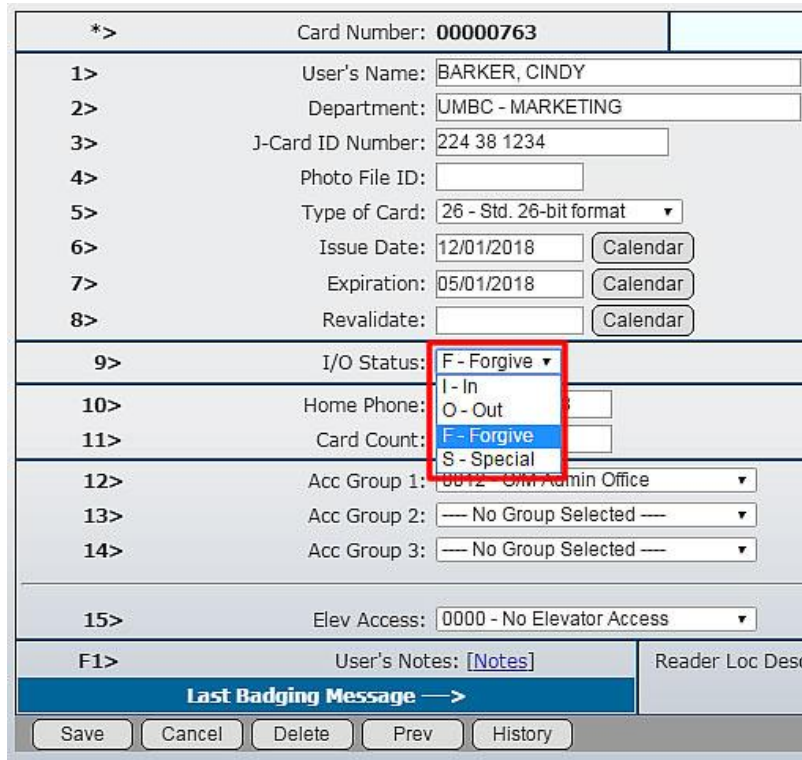 *> Card Number: 00000763
1> User's Name: BARKER, CINDY
2> Department: UMBC - MARKETING
3> J-Card ID Number: 224 38 1234
4> Photo File ID:
5> Type of Card: 26 - Std. 26-bit format
6> Issue Date: 12/01/2018 Calendar
7> Expiration: 05/01/2018 Calendar
8> Revalidate: Calendar
9> I/O Status: F - Forgive
I - In
10> Home Phone: O - Out
11> Card Count: F - Forgive
S - Special
12> Acc Group 1: 0012 - O/M Admin Office
13> Acc Group 2: ---- No Group Selected ----
14> Acc Group 3: ---- No Group Selected ----
15> Elev Access: 0000 - No Elevator Access
F1> User's Notes: [Notes] Reader Loc Desc
Last Badging Message —>
Save Cancel Delete Prev History